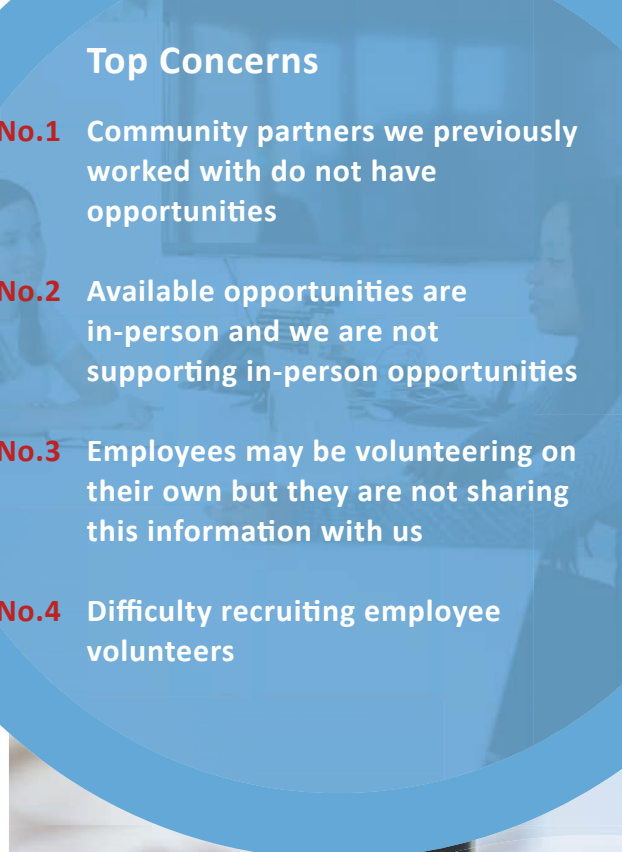 Top Concerns
No.1 Community partners we previously
worked with do not have
opportunities
No.2 Available opportunities are
in-person and we are not
supporting in-person opportunities
No.3 Employees may be volunteering on
their own but they are not sharing
this information with us
No.4 Difficulty recruiting employee
volunteers